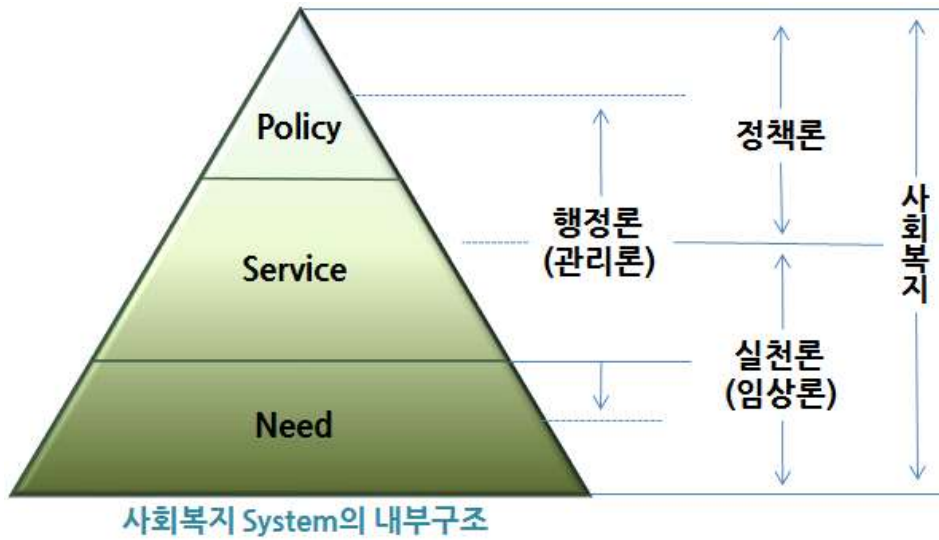 Policy
Service
Need
행정론
(관리론)
정책론
실천론
(임상론)
사회복지
사회복지 System의 내부구조